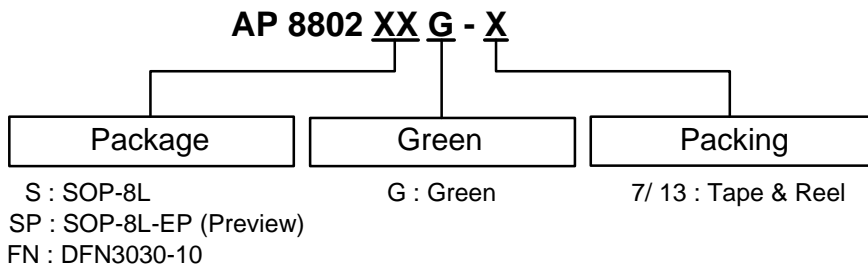 AP 8802 XX G - X
Package Green Packing
S : SOP-8L G : Green 7/ 13 : Tape & Reel
SP : SOP-8L-EP (Preview)
FN : DFN3030-10